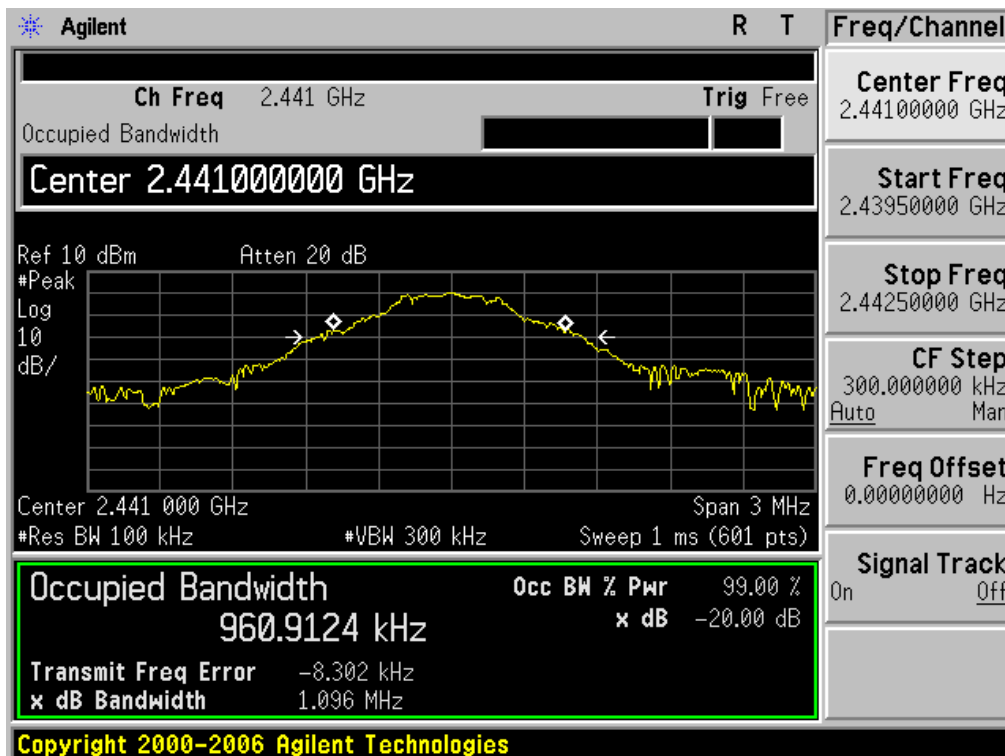 Agilent R T
Ch Freq 2.441 GHz Trig Free
Occupied Bandwidth
Center 2.441000000 GHz
Ref 10 dBm Atten 20 dB
#Peak
Log
10
dB/
Center 2.441 000 GHz Span 3 MHz
#Res BW 100 kHz #VBW 300 kHz Sweep 1 ms (601 pts)
Occupied Bandwidth Occ BW % Pwr 99.00 %
960.9124 kHz x dB -20.00 dB
Transmit Freq Error -8.302 kHz
x dB Bandwidth 1.096 MHz
Copyright 2000-2006 Agilent Technologies
Freq/Channel
Center Freq
2.44100000 GHz
Start Freq
2.43950000 GHz
Stop Freq
2.44250000 GHz
CF Step
300.000000 kHz
Auto Man
Freq Offset
0.00000000 Hz
Signal Track
On Off